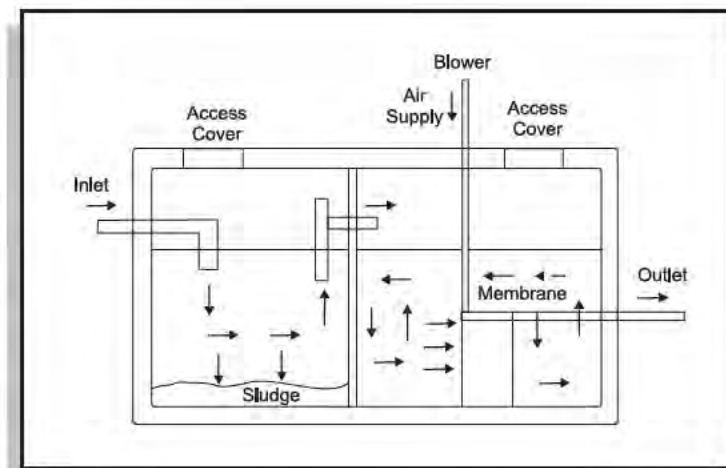 Blower
Air
Supply
Access
Cover
Access
Cover
Inlet
Outlet
Membrane
Sludge